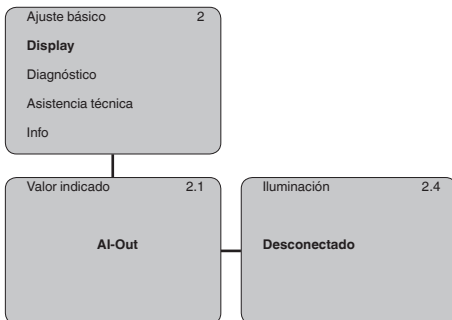 Ajuste básico 2
Display
Diagnóstico
Asistencia técnica
Info
Valor indicado 2.1
AI-Out
Iluminación 2.4
Desconectado